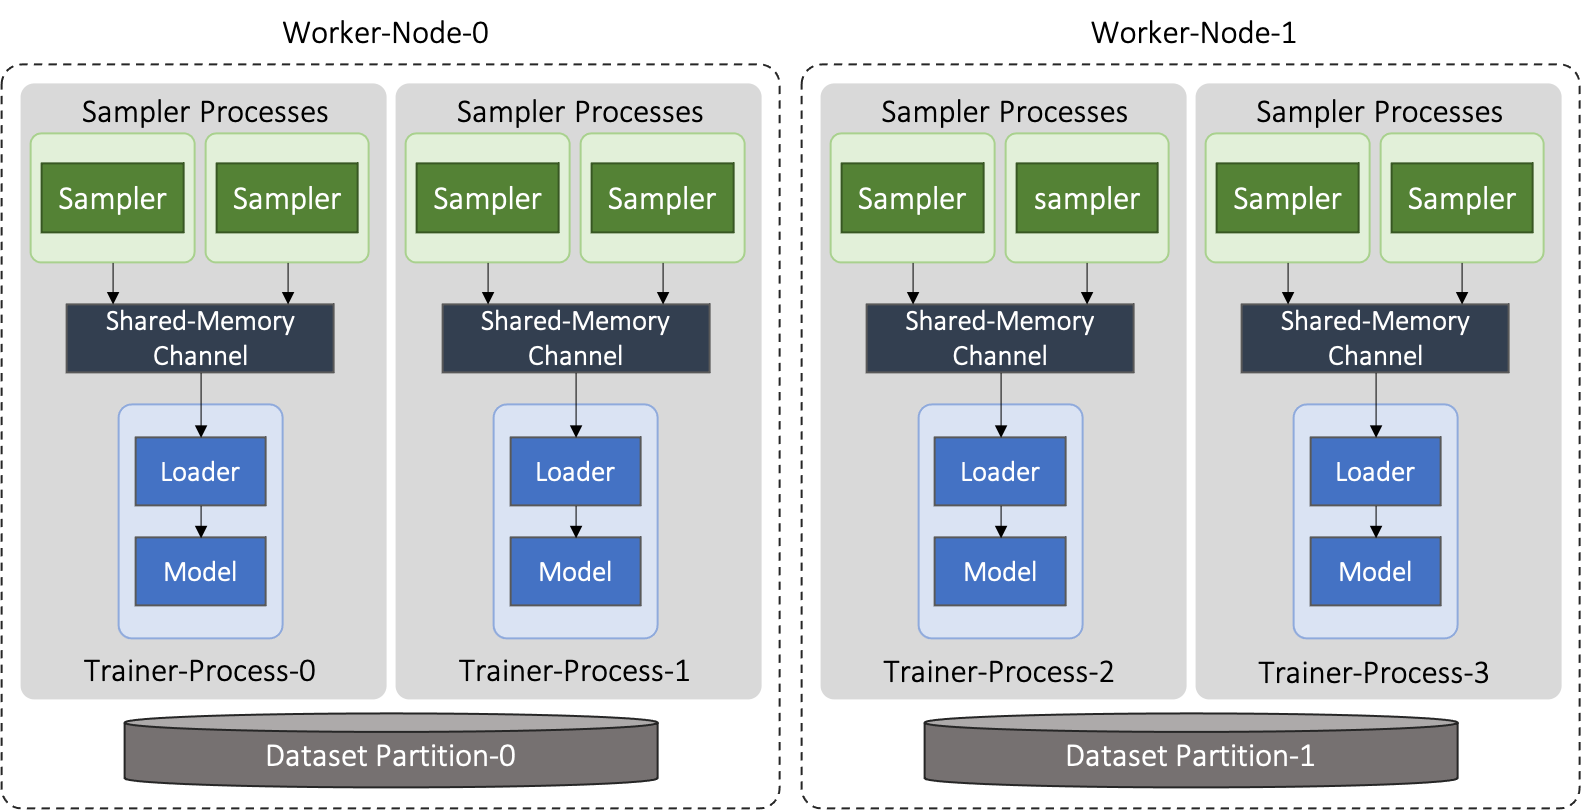 Worker-Node-0
Worker-Node-1
Sampler Processes
Sampler Processes
Sampler Processes
Sampler Processes
Sampler
Sampler
Sampler
Sampler
Sampler
sampler
Sampler
Sampler
Shared-Memory
Channel
Shared-Memory
Channel
Shared-Memory
Channel
Shared-Memory
Channel
Loader
Loader
Loader
Loader
Model
Model
Model
Model
Trainer-Process-0
Trainer-Process-1
Trainer-Process-2
Trainer-Process-3
Dataset Partition-0
Dataset Partition-1